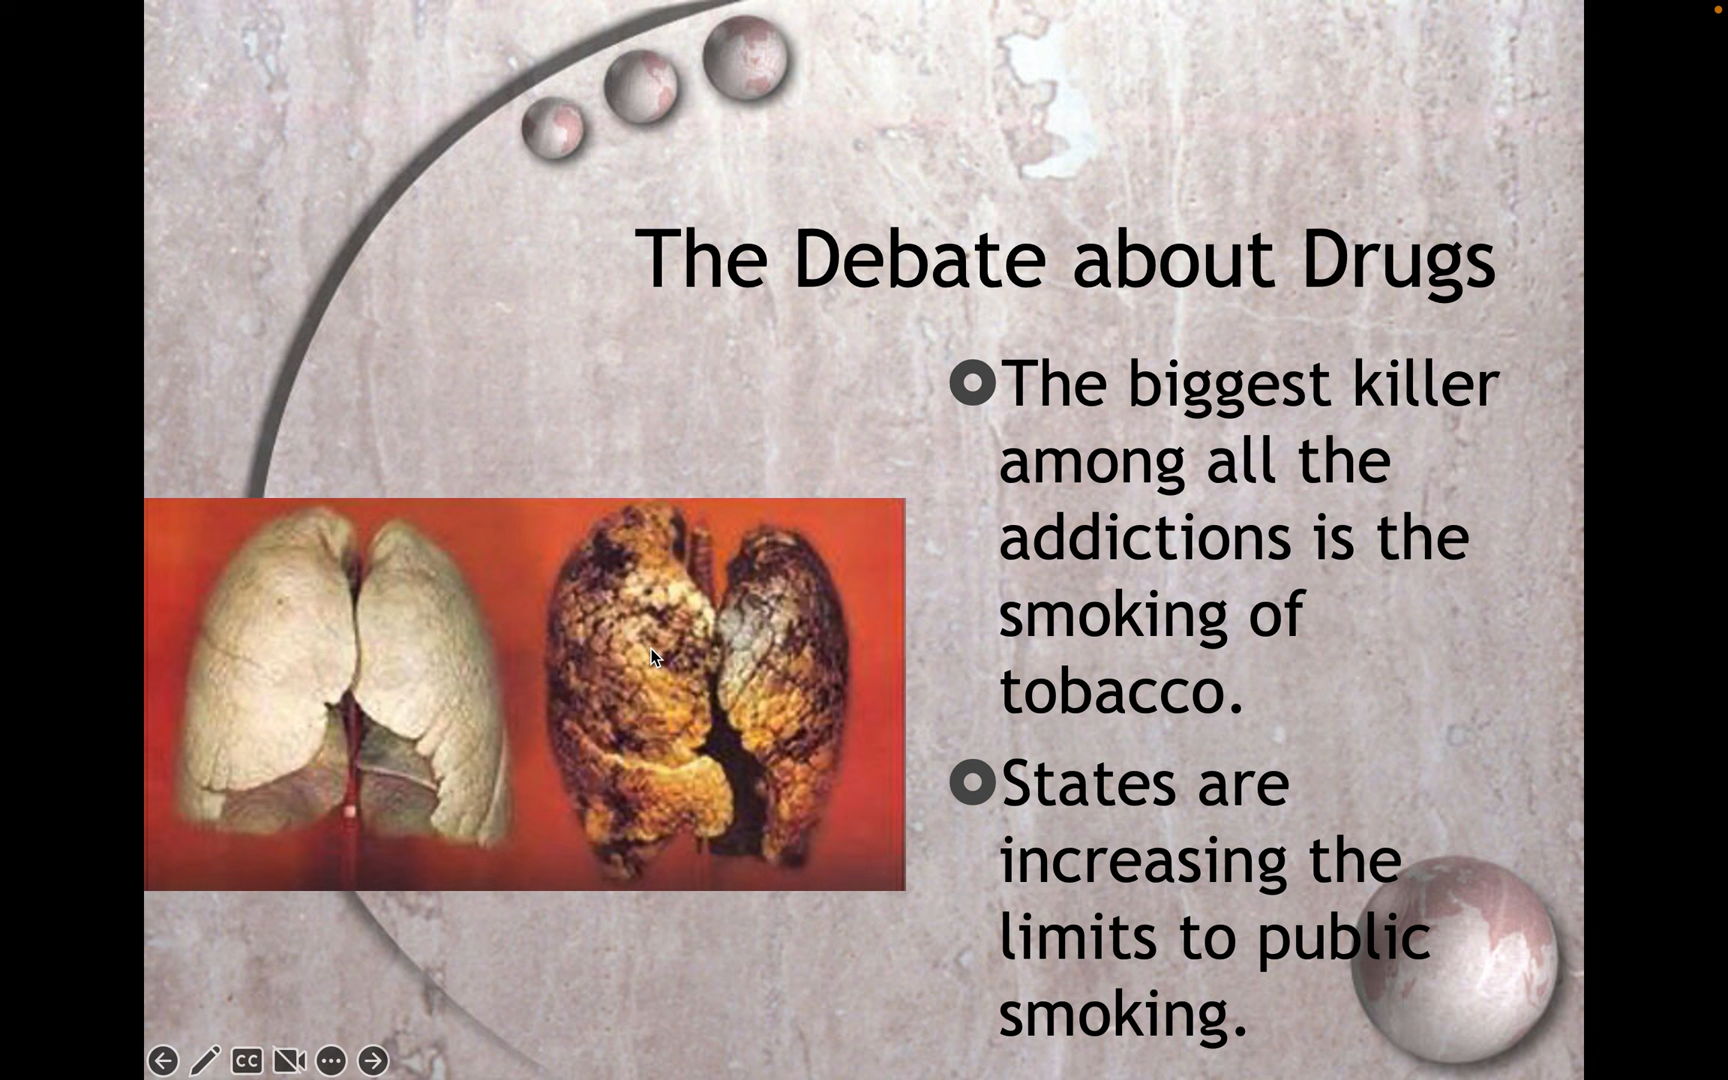 The Debate about Drugs
The biggest killer
among all the
addictions is the
smoking of
tobacco.
States are
increasing the
limits to public
smoking.
CC